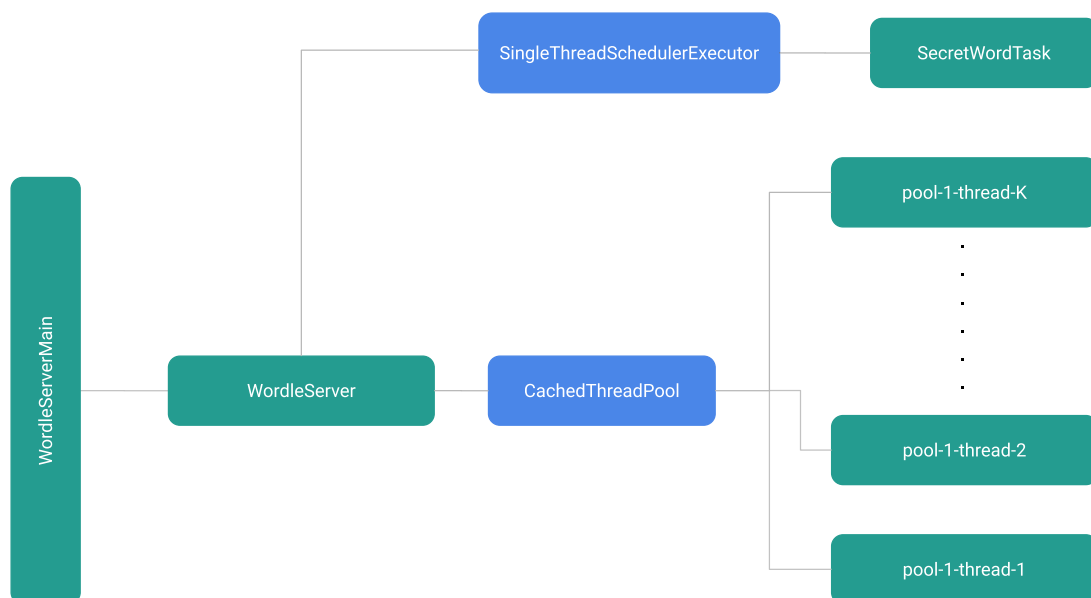 SingleThreadSchedulerExecutor
SecretWordTask
pool-1-thread-K
WordleServerMain
WordleServer
CachedThreadPool
pool-1-thread-2
pool-1-thread-1